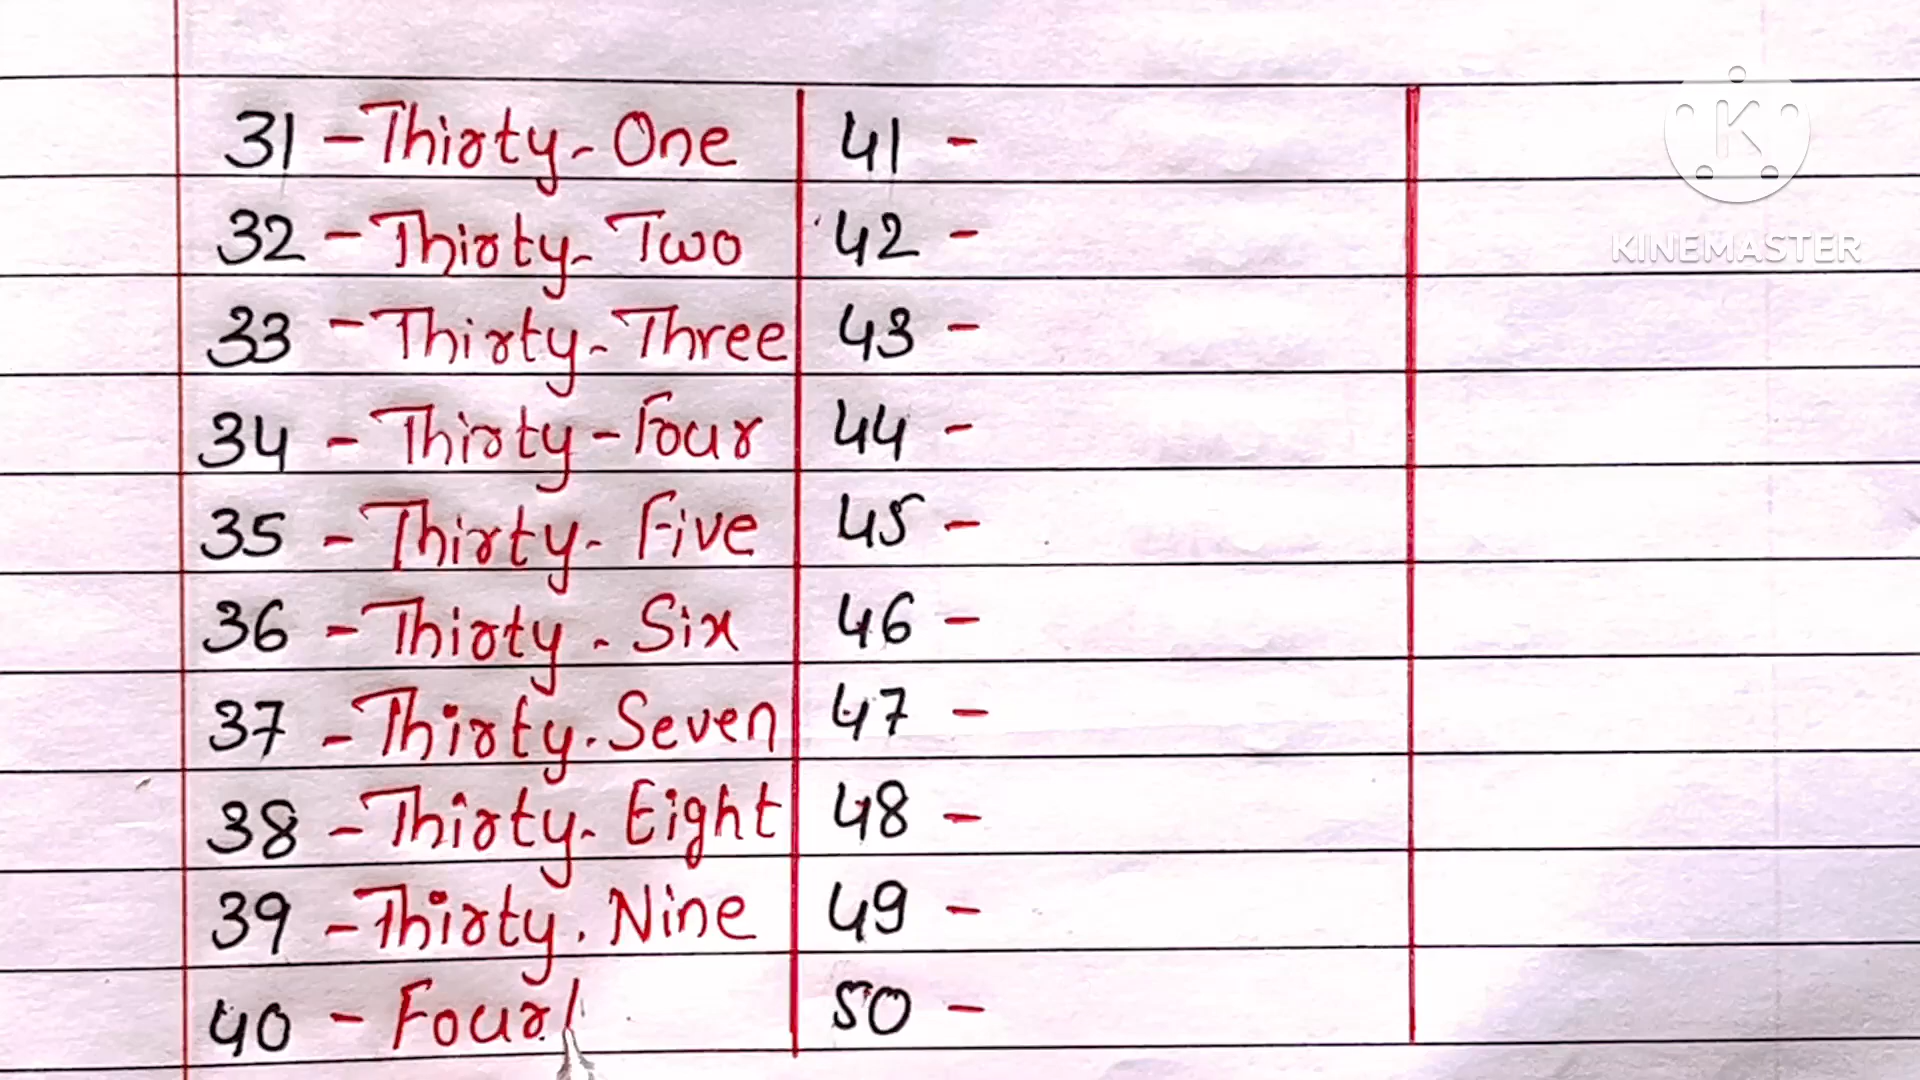 31 - Thirty - One
32 - Thirty - Two
33 - Thirty - Three
34 - Thirty - Four
35 - Thirty - Five
36 - Thirty - Six
37 - Thirty - Seven
38 - Thirty - Eight
39 - Thirty - Nine
40 - Four
41 -
42 -
43 -
44 -
45 -
46 -
47 -
48 -
49 -
50 -
K
KINEMASTER